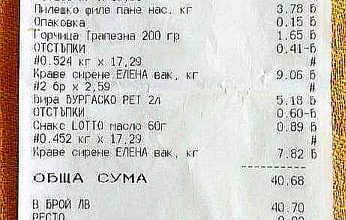 Пилешко филе пане нас. кг 3.78 Б
Опаковка 0.15 Б
Горчица Трапезна 200 гр 1.65 Б
ОТСТЪПКИ 0.41-Б
#0.524 кг x 17,29 #
Краве сирене ЕЛЕНА вак, кг 9.06 Б
#2 бр x 2,59 #
Бира БУРГАСКО РЕТ 2л 5.18 Б
ОТСТЪПКИ 0.60-Б
Снакс LOTTO масло 60г 0.89 Б
#0.452 кг x 17,29 #
Краве сирене ЕЛЕНА вак, кг 7.82 Б
ОБЩА СУМА 40.68
В БРОЙ ЛВ 40.70
РЕСТО